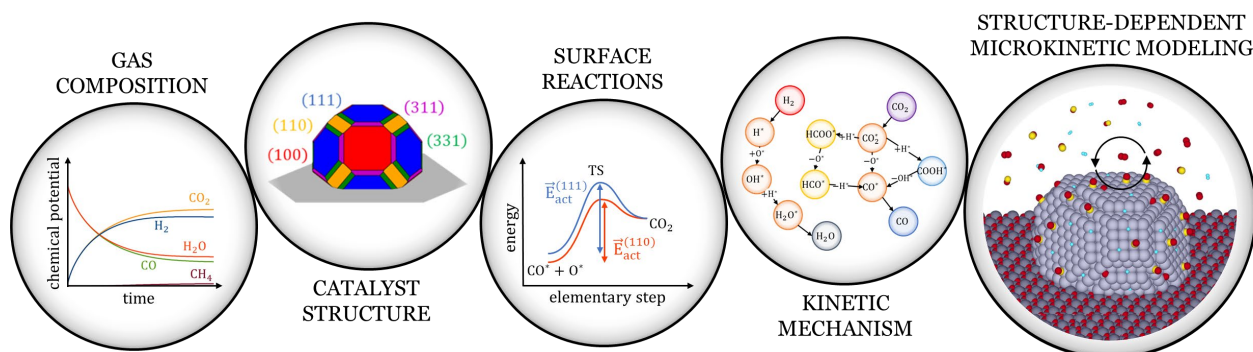 GAS
COMPOSITION
chemical potential
CO₂
H₂
H₂O
CO
CH₄
time
(111)
(311)
(110)
(331)
(100)
CATALYST
STRUCTURE
SURFACE
REACTIONS
energy
TS
E⃗act(111)
E⃗act(110)
CO₂
CO* + O*
elementary step
H₂
CO₂
H*
HCOO*
+H*
CO₂*
+O*
−O*
−O*
+H*
OH*
HCO*
−H*
CO*
−OH*
COOH*
+H*
H₂O*
CO
H₂O
KINETIC
MECHANISM
STRUCTURE-DEPENDENT
MICROKINETIC MODELING